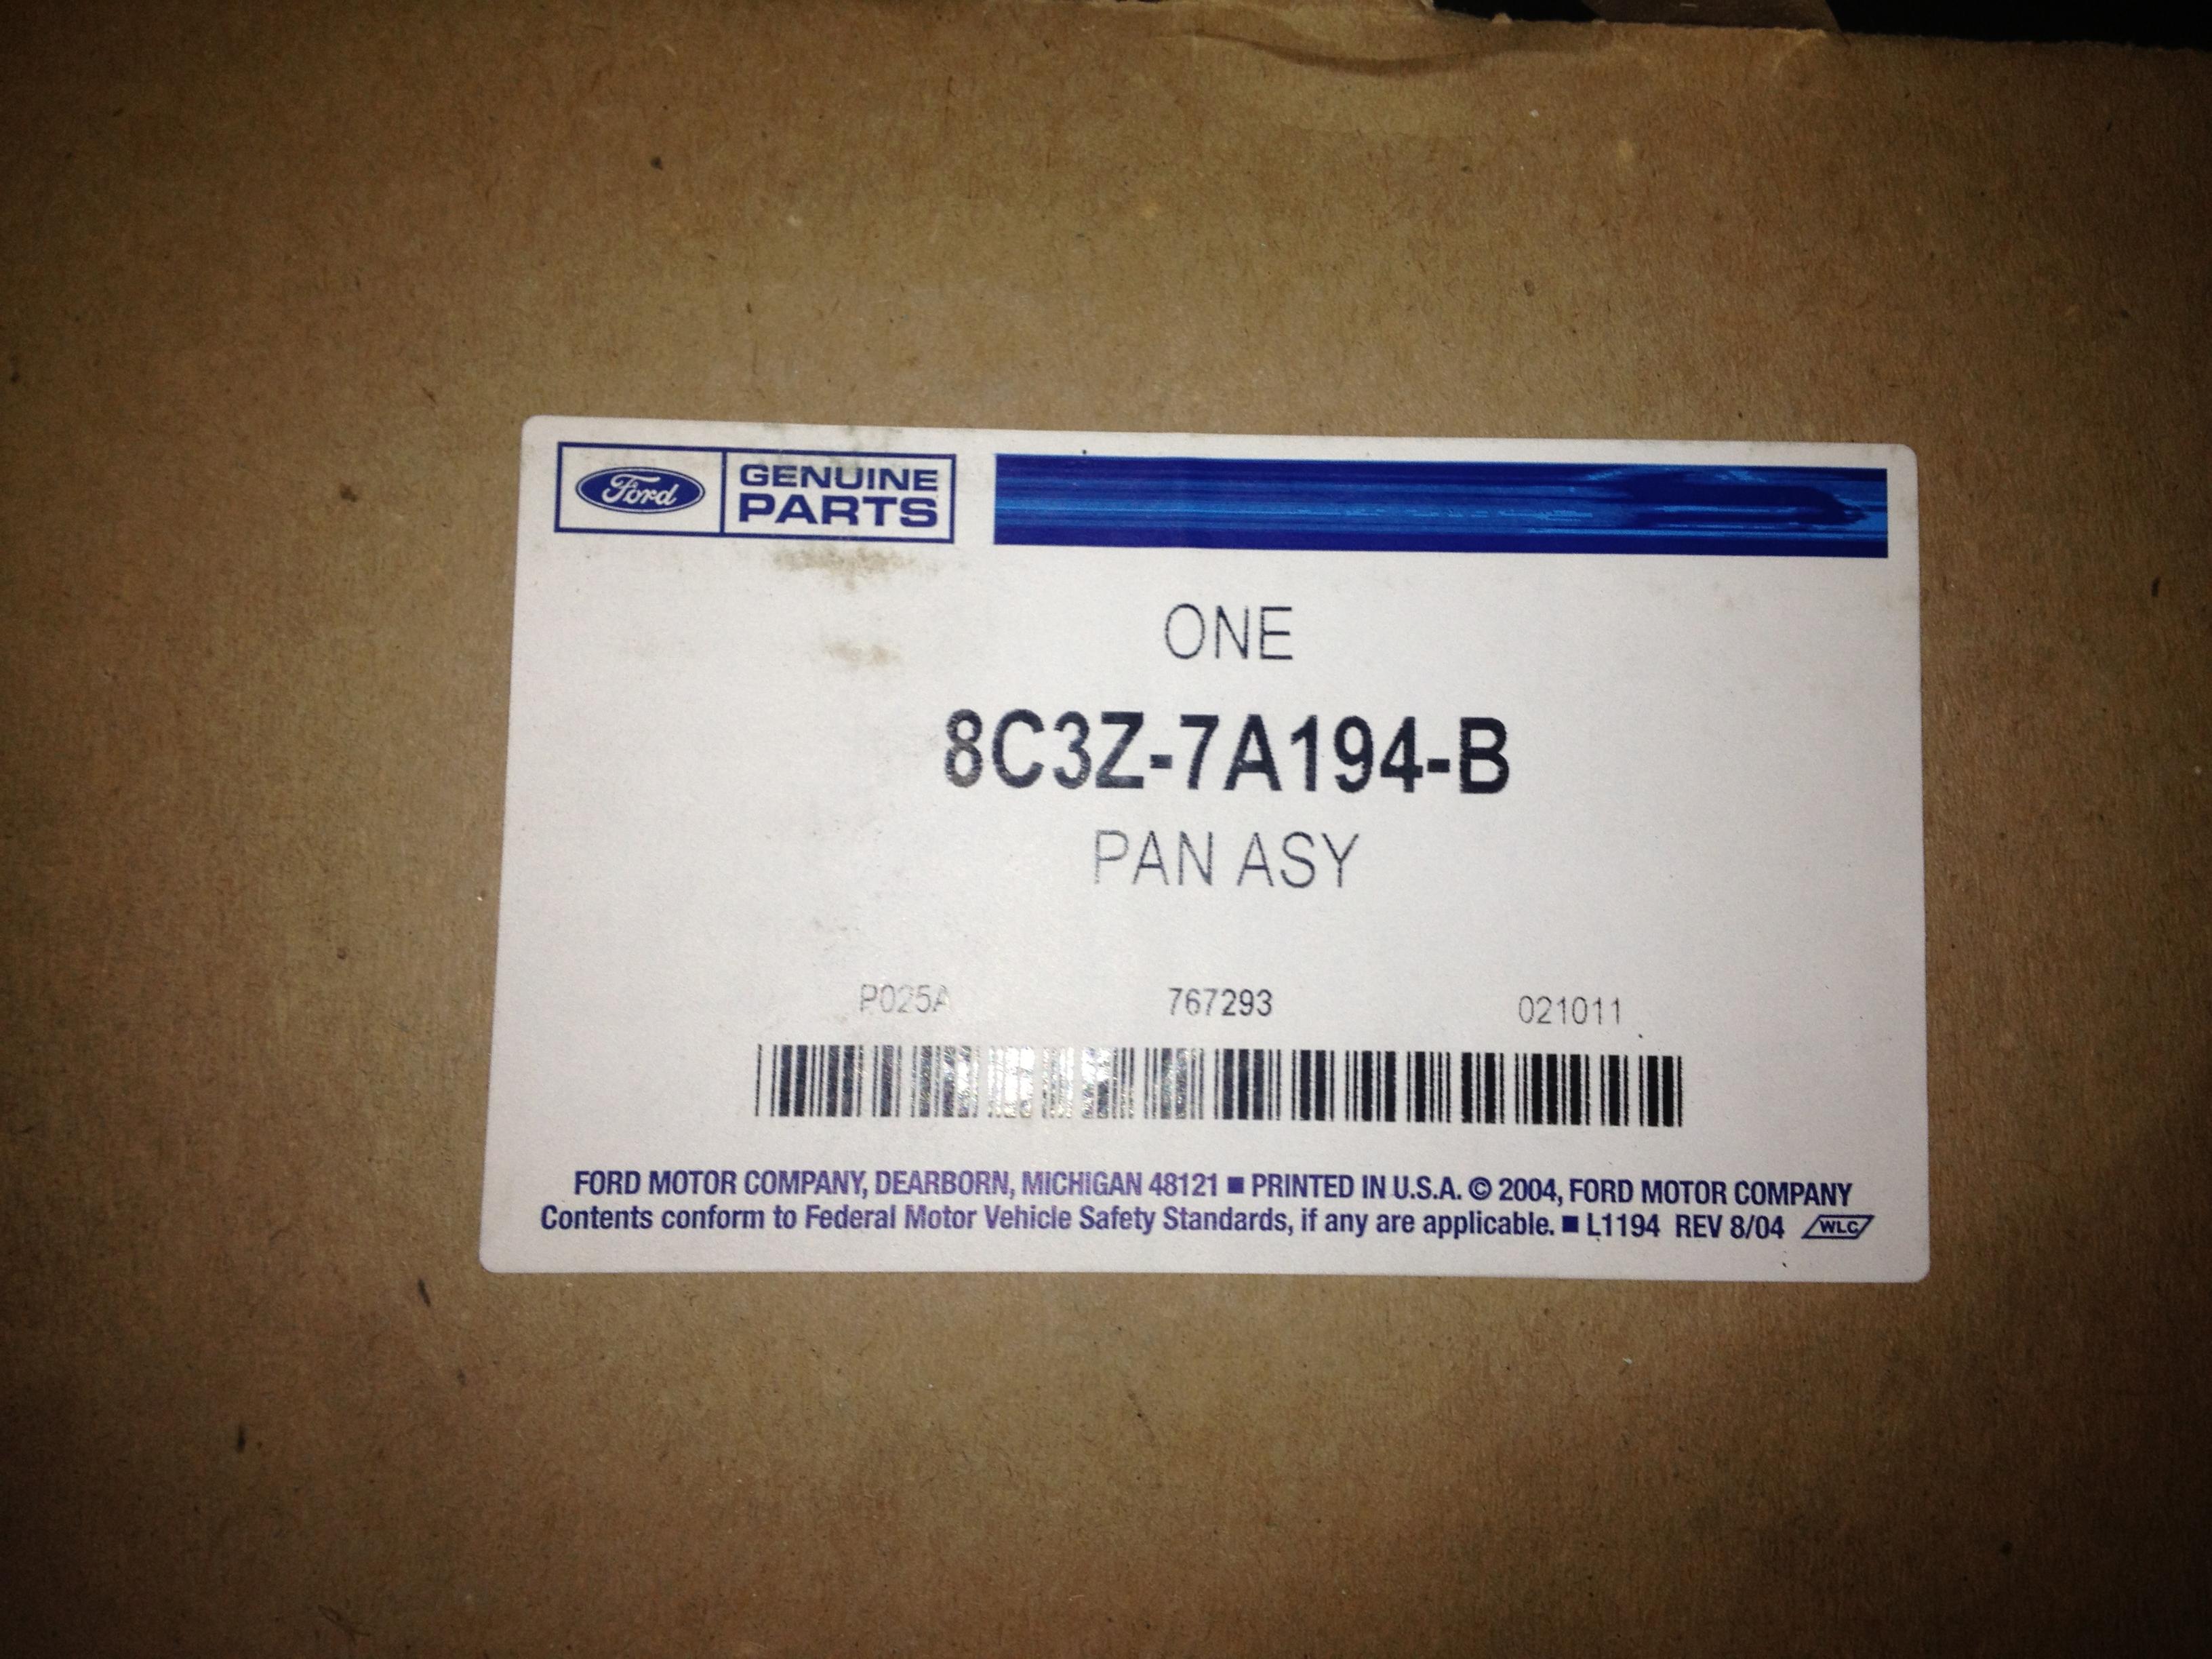 Ford GENUINE PARTS
ONE
8C3Z-7A194-B
PAN ASY
P025A 767293 021011
FORD MOTOR COMPANY, DEARBORN, MICHIGAN 48121 ■ PRINTED IN U.S.A. © 2004, FORD MOTOR COMPANY
Contents conform to Federal Motor Vehicle Safety Standards, if any are applicable. ■ L1194 REV 8/04 WLC